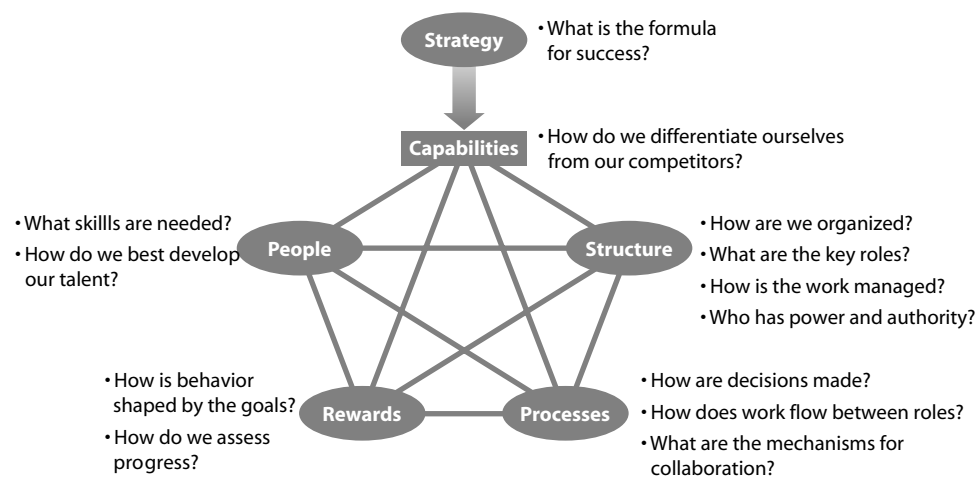 Strategy
• What is the formula
for success?
Capabilities
• How do we differentiate ourselves
from our competitors?
• What skillls are needed?
• How do we best develop
our talent?
People
Structure
• How are we organized?
• What are the key roles?
• How is the work managed?
• Who has power and authority?
• How is behavior
shaped by the goals?
• How do we assess
progress?
Rewards
Processes
• How are decisions made?
• How does work flow between roles?
• What are the mechanisms for
collaboration?